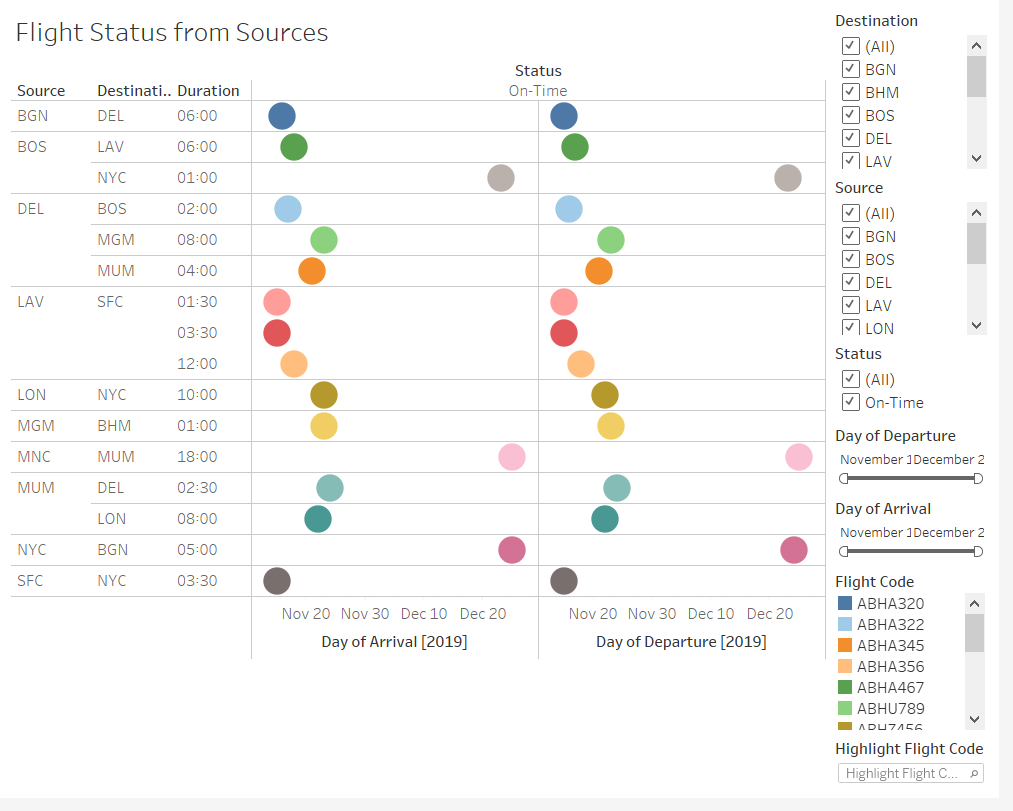 Flight Status from Sources
Status
Source Destinati.. Duration On-Time
BGN DEL 06:00
BOS LAV 06:00
NYC 01:00
DEL BOS 02:00
MGM 08:00
MUM 04:00
LAV SFC 01:30
03:30
12:00
LON NYC 10:00
MGM BHM 01:00
MNC MUM 18:00
MUM DEL 02:30
LON 08:00
NYC BGN 05:00
SFC NYC 03:30
Nov 20 Nov 30 Dec 10 Dec 20 Nov 20 Nov 30 Dec 10 Dec 20
Day of Arrival [2019] Day of Departure [2019]
Destination
(All)
BGN
BHM
BOS
DEL
LAV
Source
(All)
BGN
BOS
DEL
LAV
LON
Status
(All)
On-Time
Day of Departure
November 1 December 2
Day of Arrival
November 1 December 2
Flight Code
ABHA320
ABHA322
ABHA345
ABHA356
ABHA467
ABHU789
Highlight Flight Code
Highlight Flight C...